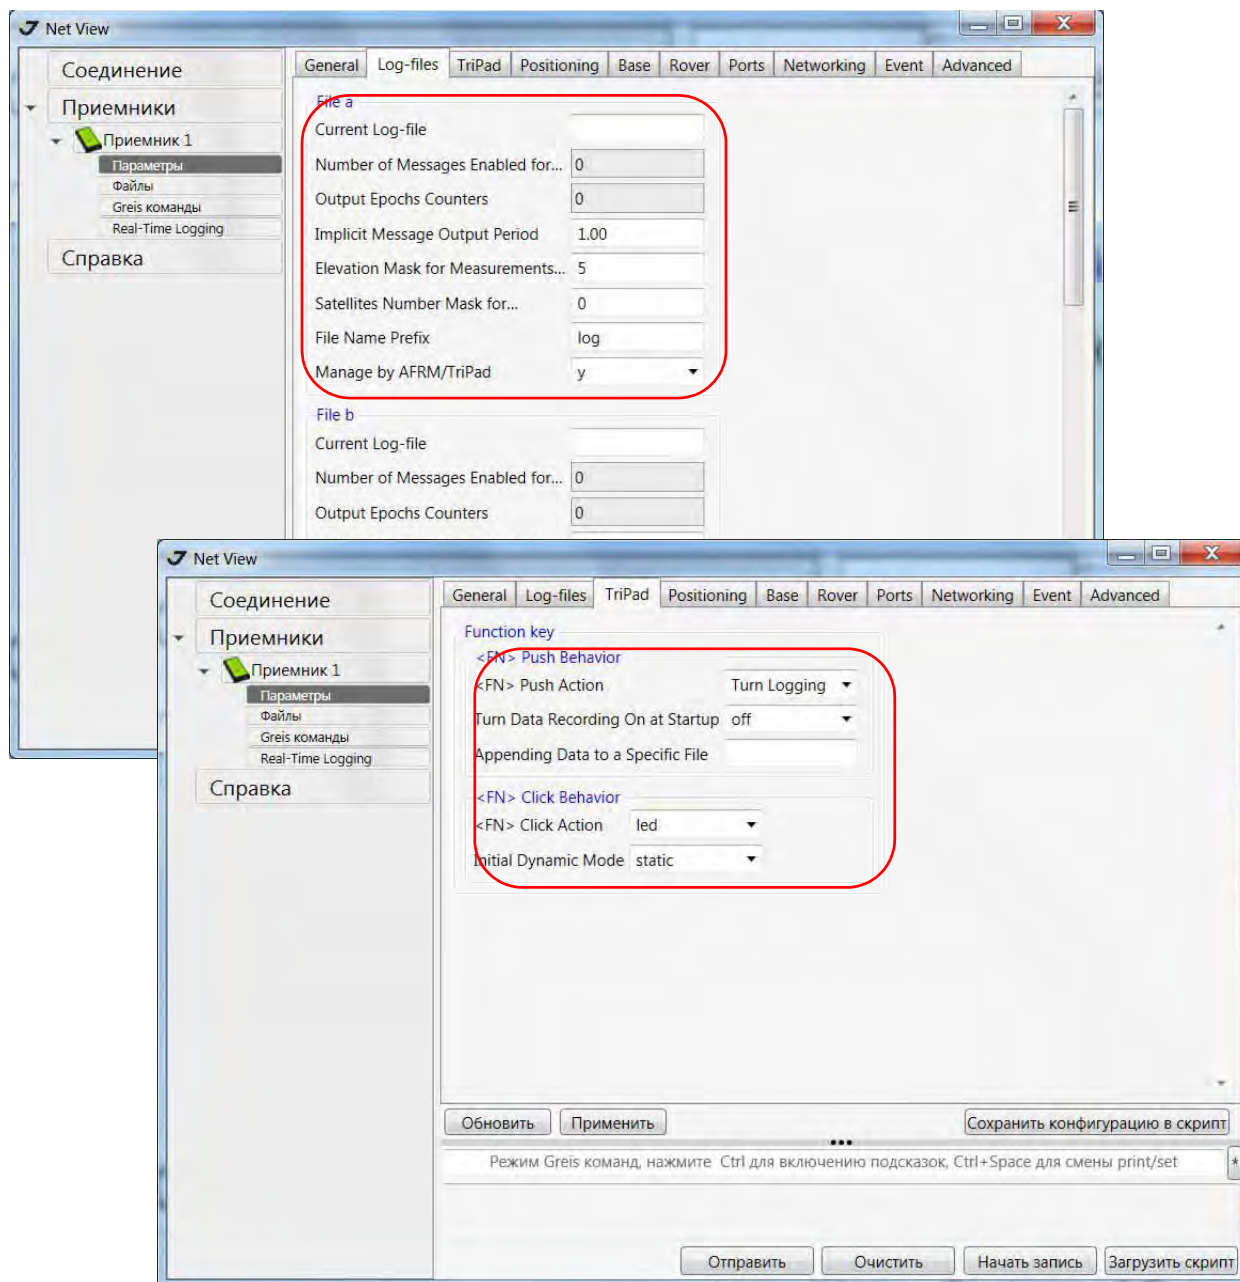 Net View
Соединение
Приемники
Приемник 1
Параметры
Файлы
Greis команды
Real-Time Logging
Справка
General Log-files TriPad Positioning Base Rover Ports Networking Event Advanced
File a
Current Log-file
Number of Messages Enabled for... 0
Output Epochs Counters 0
Implicit Message Output Period 1.00
Elevation Mask for Measurements... 5
Satellites Number Mask for... 0
File Name Prefix log
Manage by AFRM/TriPad y
File b
Current Log-file
Number of Messages Enabled for... 0
Output Epochs Counters 0
Net View
Соединение
Приемники
Приемник 1
Параметры
Файлы
Greis команды
Real-Time Logging
Справка
General Log-files TriPad Positioning Base Rover Ports Networking Event Advanced
Function key
<FN> Push Behavior
<FN> Push Action Turn Logging
Turn Data Recording On at Startup off
Appending Data to a Specific File
<FN> Click Behavior
<FN> Click Action led
Initial Dynamic Mode static
Обновить Применить Сохранить конфигурацию в скрипт
Режим Greis команд, нажмите Ctrl для включению подсказок, Ctrl+Space для смены print/set *
Отправить Очистить Начать запись Загрузить скрипт